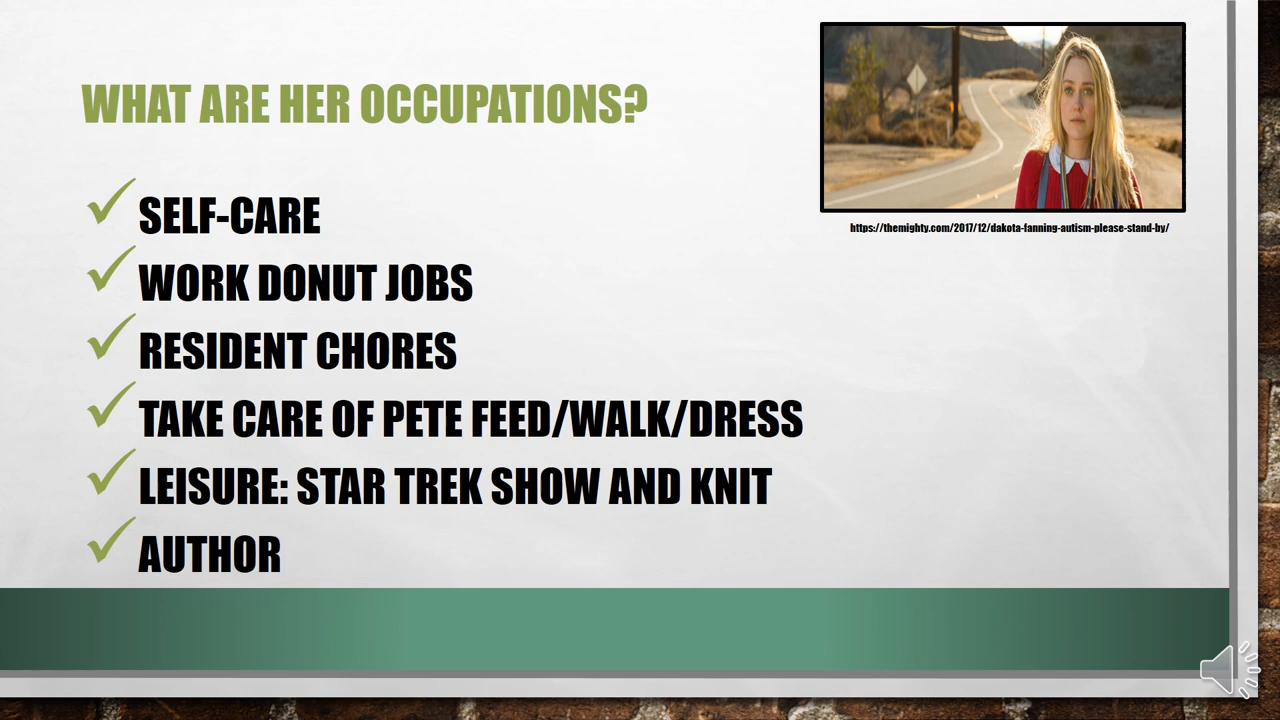 WHAT ARE HER OCCUPATIONS?
https://themighty.com/2017/12/dakota-fanning-autism-please-stand-by/
SELF-CARE
WORK DONUT JOBS
RESIDENT CHORES
TAKE CARE OF PETE FEED/WALK/DRESS
LEISURE: STAR TREK SHOW AND KNIT
AUTHOR